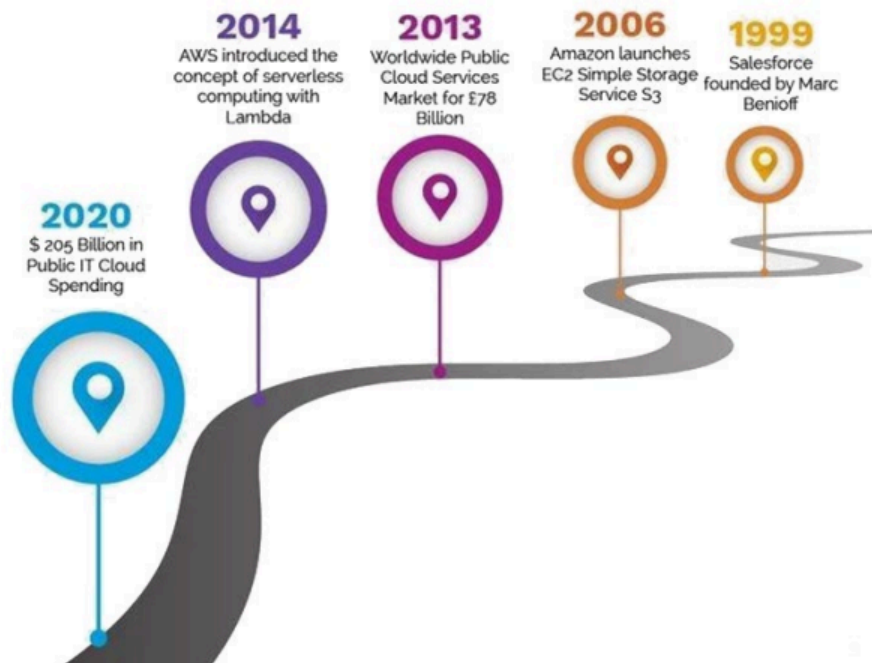 2014
AWS introduced the
concept of serverless
computing with
Lambda
2013
Worldwide Public
Cloud Services
Market for £78
Billion
2006
Amazon launches
EC2 Simple Storage
Service S3
1999
Salesforce
founded by Marc
Benioff
2020
$ 205 Billion in
Public IT Cloud
Spending